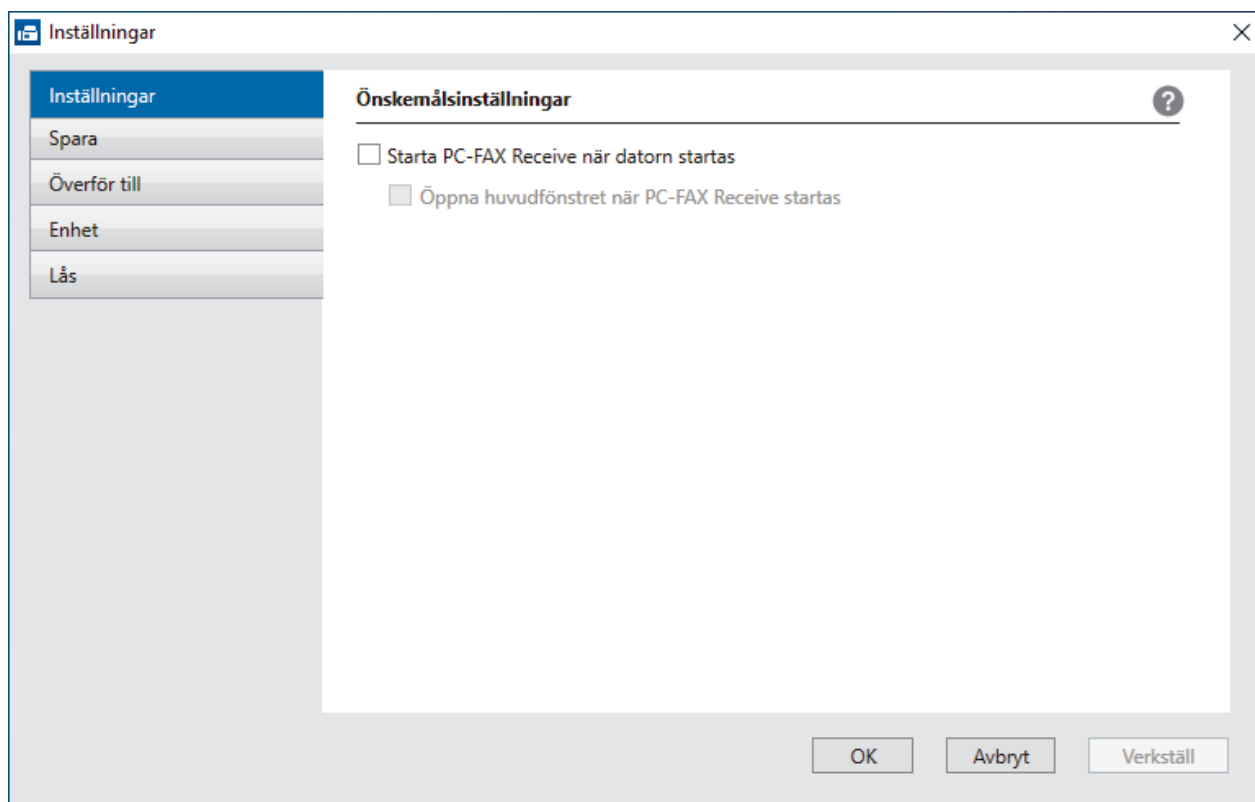 Inställningar
Inställningar
Spara
Överför till
Enhet
Lås
Önskemålsinställningar
?
Starta PC-FAX Receive när datorn startas
Öppna huvudfönstret när PC-FAX Receive startas
OK
Avbryt
Verkställ